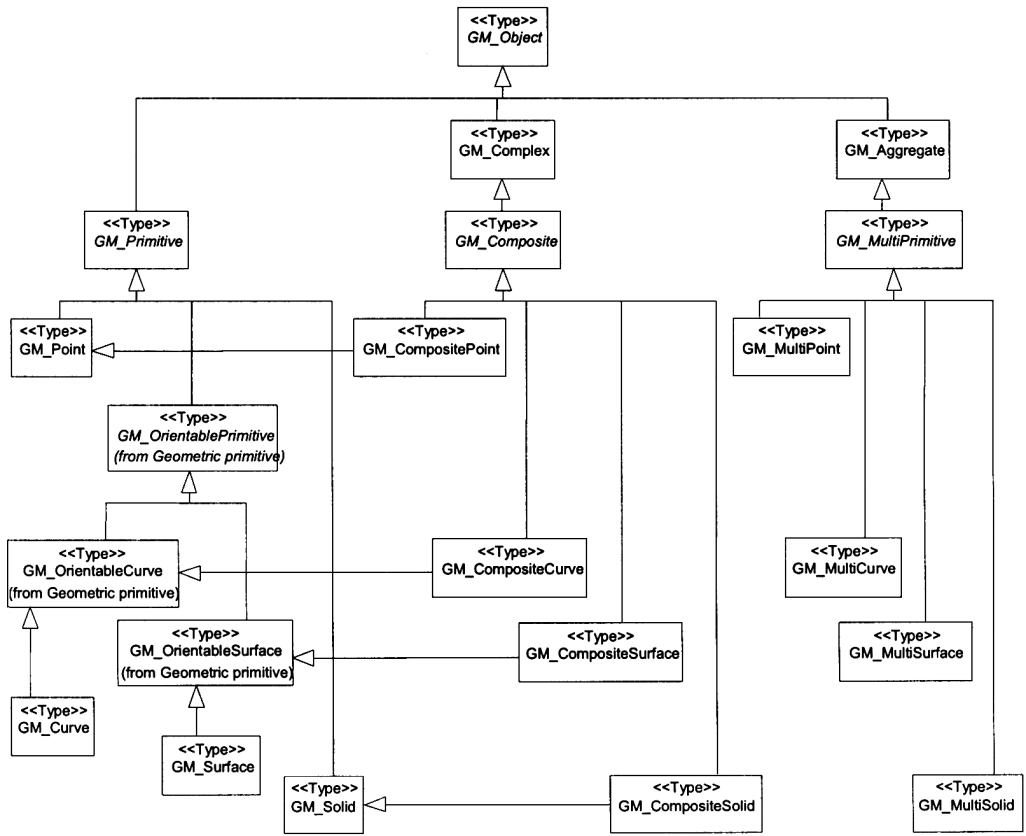 <<Type>>
GM_Object
<<Type>>
GM_Complex
<<Type>>
GM_Aggregate
<<Type>>
GM_Primitive
<<Type>>
GM_Composite
<<Type>>
GM_MultiPrimitive
<<Type>>
GM_Point
<<Type>>
GM_CompositePoint
<<Type>>
GM_MultiPoint
<<Type>>
GM_OrientablePrimitive
(from Geometric primitive)
<<Type>>
GM_OrientableCurve
(from Geometric primitive)
<<Type>>
GM_CompositeCurve
<<Type>>
GM_MultiCurve
<<Type>>
GM_OrientableSurface
(from Geometric primitive)
<<Type>>
GM_CompositeSurface
<<Type>>
GM_MultiSurface
<<Type>>
GM_Curve
<<Type>>
GM_Surface
<<Type>>
GM_Solid
<<Type>>
GM_CompositeSolid
<<Type>>
GM_MultiSolid